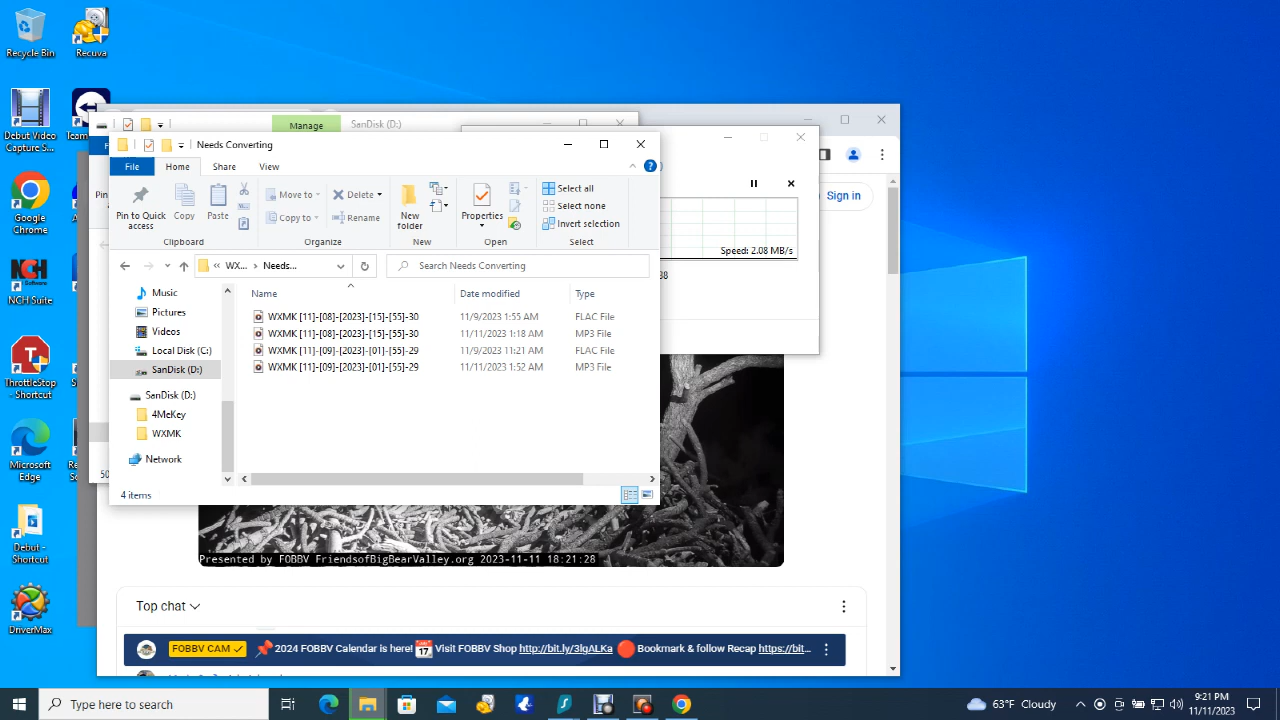 Recycle Bin
Recuva
Debut Video
Capture S...
Google
Chrome
NCH Suite
ThrottleStop
- Shortcut
Microsoft
Edge
Debut -
Shortcut
DriverMax
Manage
SanDisk (D:)
Needs Converting
File
Home
Share
View
Pin to Quick
access
Copy
Paste
Clipboard
Move to
Copy to
Delete
Rename
Organize
New
folder
New
Properties
Open
Select all
Select none
Invert selection
Select
WX...
Needs...
Search Needs Converting
Music
Pictures
Videos
Local Disk (C:)
SanDisk (D:)
SanDisk (D:)
4MeKey
WXMK
Network
Name
Date modified
Type
WXMK [11]-[08]-[2023]-[15]-[55]-30 11/9/2023 1:55 AM FLAC File
WXMK [11]-[08]-[2023]-[15]-[55]-30 11/11/2023 1:18 AM MP3 File
WXMK [11]-[09]-[2023]-[01]-[55]-29 11/9/2023 11:21 AM FLAC File
WXMK [11]-[09]-[2023]-[01]-[55]-29 11/11/2023 1:52 AM MP3 File
4 items
Speed: 2.08 MB/s
Sign in
Presented by FOBBV FriendsofBigBearValley.org 2023-11-11 18:21:28
Top chat
FOBBV CAM
2024 FOBBV Calendar is here! Visit FOBBV Shop http://bit.ly/3lgALKa Bookmark & follow Recap https://bit...
Type here to search
63°F Cloudy
9:21 PM
11/11/2023